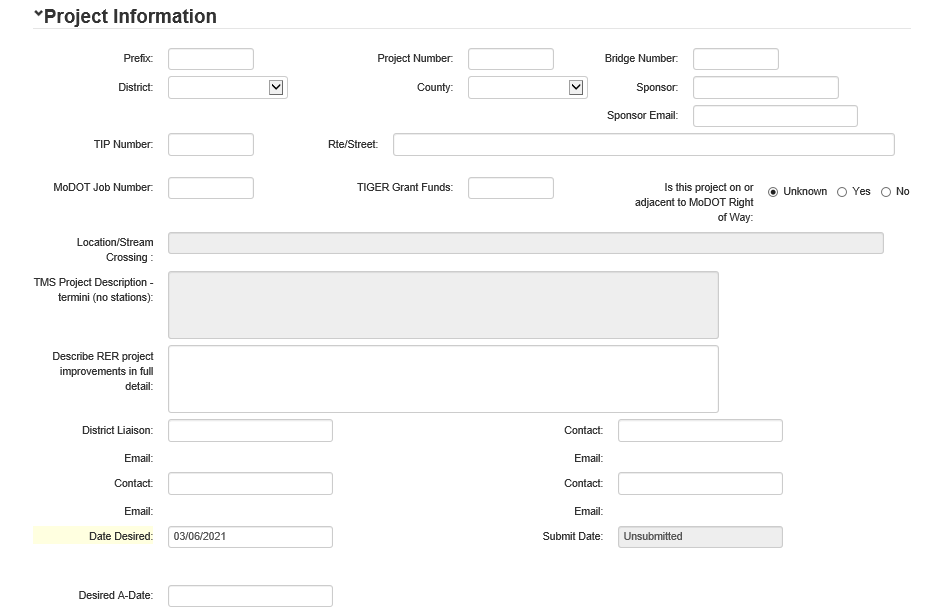 Project Information
Prefix:
Project Number:
Bridge Number:
District:
County:
Sponsor:
Sponsor Email:
TIP Number:
Rte/Street:
MoDOT Job Number:
TIGER Grant Funds:
Is this project on or
adjacent to MoDOT Right
of Way:
Unknown
Yes
No
Location/Stream
Crossing :
TMS Project Description -
termini (no stations):
Describe RER project
improvements in full
detail:
District Liaison:
Contact:
Email:
Email:
Contact:
Contact:
Email:
Email:
Date Desired:
03/06/2021
Submit Date:
Unsubmitted
Desired A-Date: